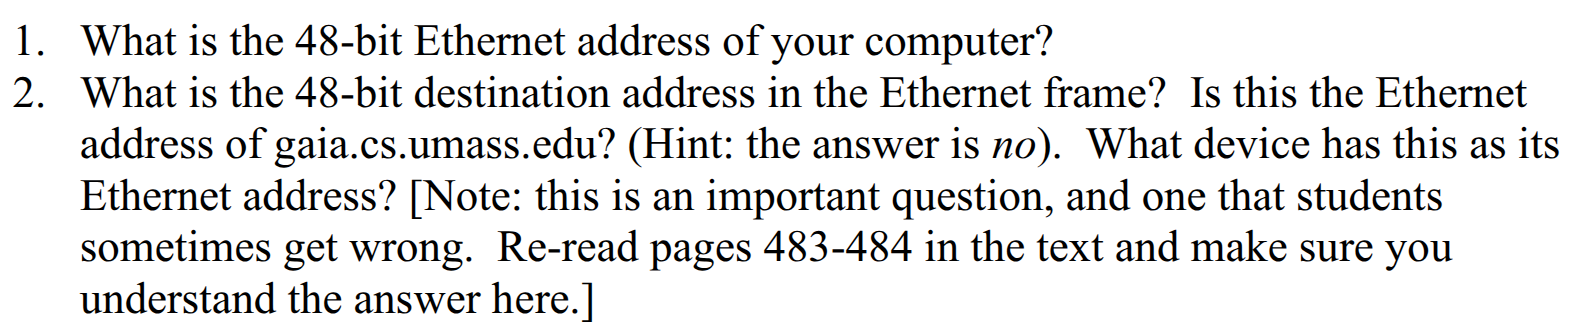 1. What is the 48-bit Ethernet address of your computer?
2. What is the 48-bit destination address in the Ethernet frame?  Is this the Ethernet
address of gaia.cs.umass.edu? (Hint: the answer is no).  What device has this as its
Ethernet address? [Note: this is an important question, and one that students
sometimes get wrong.  Re-read pages 483-484 in the text and make sure you
understand the answer here.]